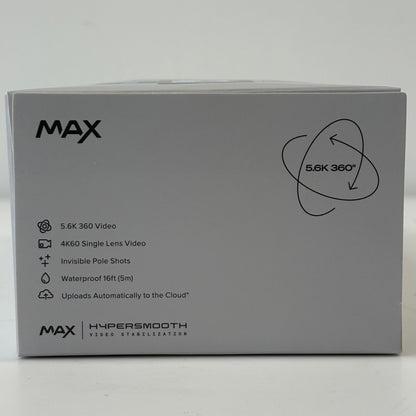 MAX
5.6K 360°
5.6K 360 Video
4K60 Single Lens Video
Invisible Pole Shots
Waterproof 16ft (5m)
Uploads Automatically to the Cloud*
MAX | HYPERSMOOTH
VIDEO STABILIZATION